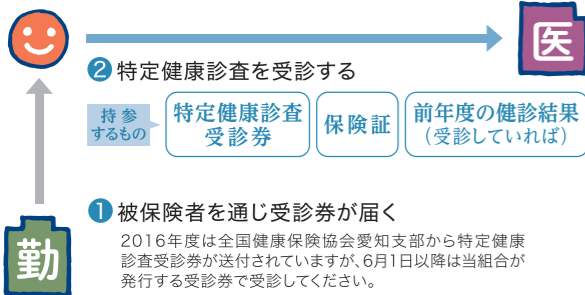 医
❷特定健康診査を受診する
持参
するもの
特定健康診査
受診券
保険証
前年度の健診結果
（受診していれば）
❶被保険者を通じ受診券が届く
勤
2016年度は全国健康保険協会愛知支部から特定健康
診査受診券が送付されていますが、6月1日以降は当組合が
発行する受診券で受診してください。